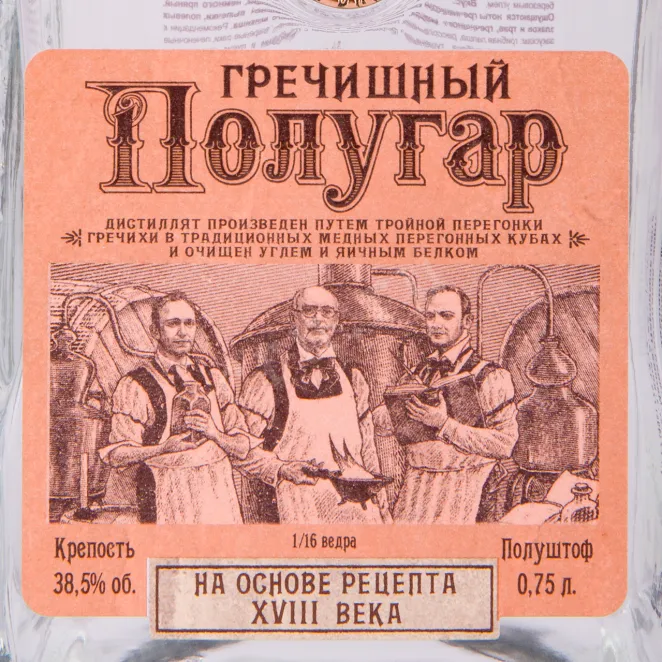 ГРЕЧИШНЫЙ
Полугар
ДИСТИЛЛЯТ ПРОИЗВЕДЕН ПУТЕМ ТРОЙНОЙ ПЕРЕГОНКИ
ГРЕЧИХИ В ТРАДИЦИОННЫХ МЕДНЫХ ПЕРЕГОННЫХ КУБАХ
И ОЧИЩЕН УГЛЕМ И ЯИЧНЫМ БЕЛКОМ
Крепость
38,5% об.
1/16 ведра
Полуштоф
0,75 л.
НА ОСНОВЕ РЕЦЕПТА
XVIII ВЕКА